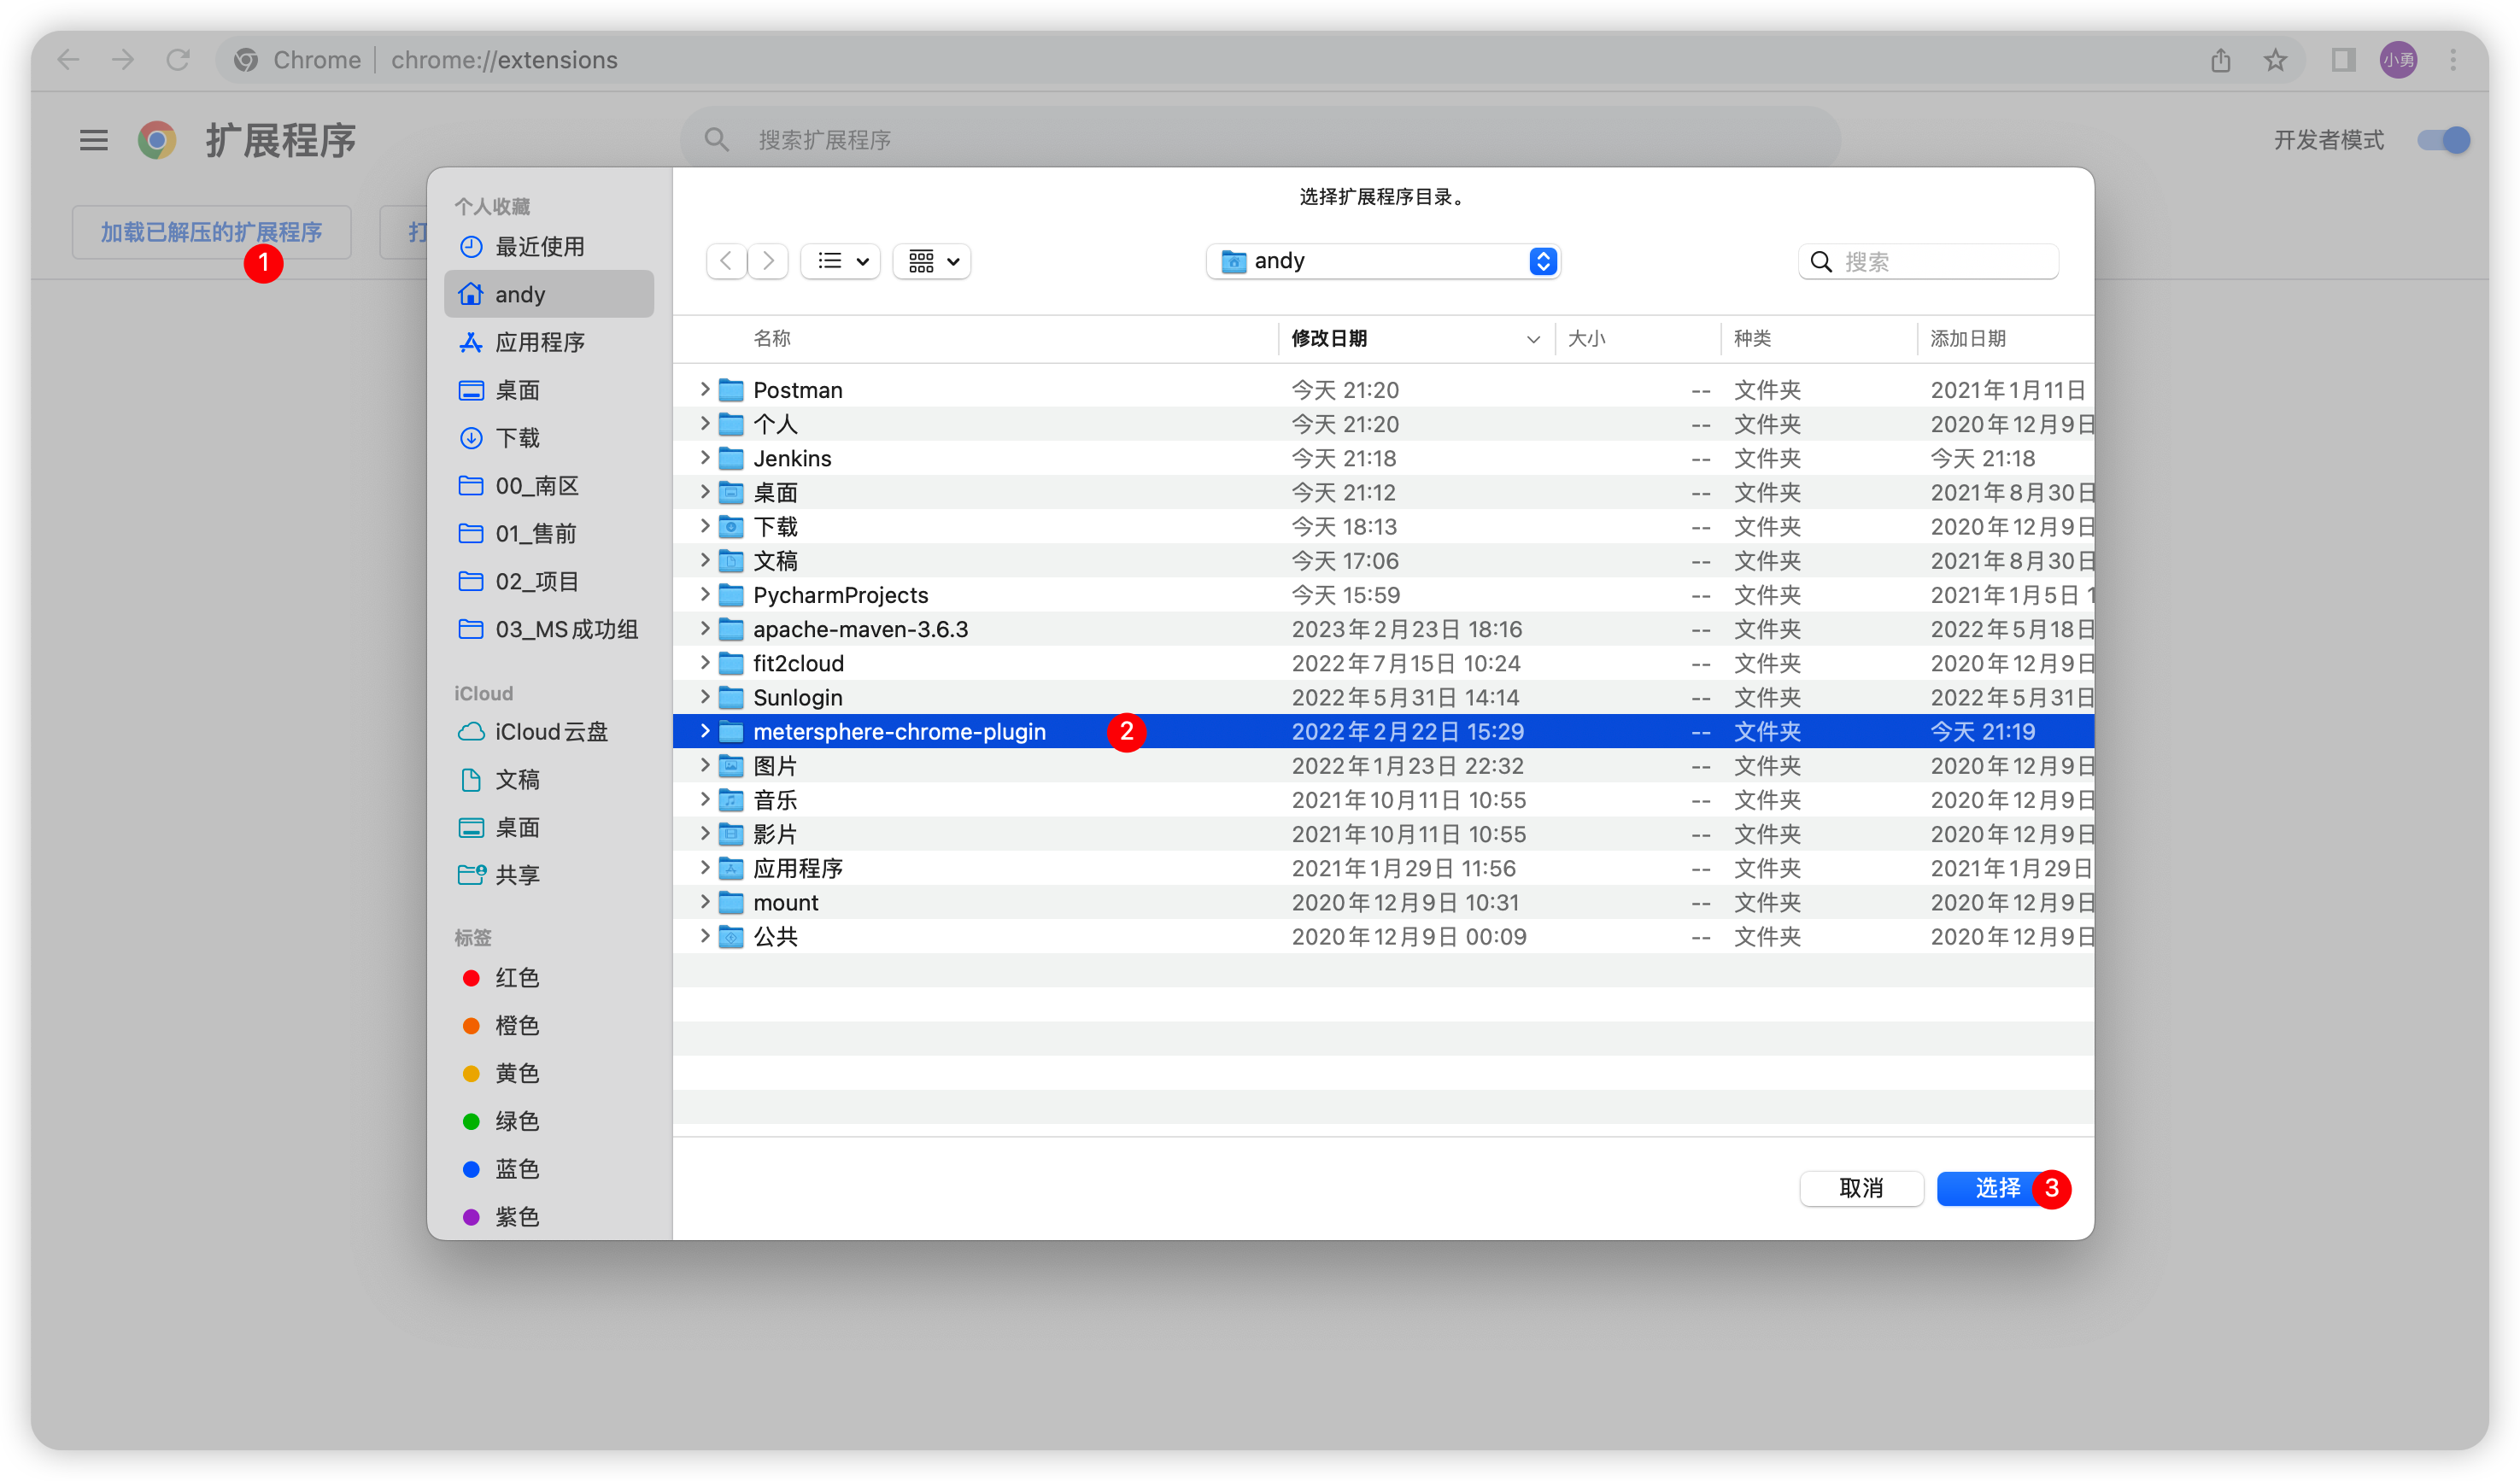 Chrome | chrome://extensions
小勇
扩展程序
搜索扩展程序
开发者模式
加载已解压的扩展程序
打
1
个人收藏
最近使用
andy
应用程序
桌面
下载
00_南区
01_售前
02_项目
03_MS成功组
iCloud
iCloud云盘
文稿
桌面
共享
标签
红色
橙色
黄色
绿色
蓝色
紫色
选择扩展程序目录。
andy
搜索
名称 修改日期 大小 种类 添加日期
Postman 今天 21:20 -- 文件夹 2021年1月11日
个人 今天 21:20 -- 文件夹 2020年12月9日
Jenkins 今天 21:18 -- 文件夹 今天 21:18
桌面 今天 21:12 -- 文件夹 2021年8月30日
下载 今天 18:13 -- 文件夹 2020年12月9日
文稿 今天 17:06 -- 文件夹 2021年8月30日
PycharmProjects 今天 15:59 -- 文件夹 2021年1月5日 1
apache-maven-3.6.3 2023年2月23日 18:16 -- 文件夹 2022年5月18日
fit2cloud 2022年7月15日 10:24 -- 文件夹 2020年12月9日
Sunlogin 2022年5月31日 14:14 -- 文件夹 2022年5月31日
metersphere-chrome-plugin 2 2022年2月22日 15:29 -- 文件夹 今天 21:19
图片 2022年1月23日 22:32 -- 文件夹 2020年12月9日
音乐 2021年10月11日 10:55 -- 文件夹 2020年12月9日
影片 2021年10月11日 10:55 -- 文件夹 2020年12月9日
应用程序 2021年1月29日 11:56 -- 文件夹 2021年1月29日
mount 2020年12月9日 10:31 -- 文件夹 2020年12月9日
公共 2020年12月9日 00:09 -- 文件夹 2020年12月9日
取消 选择 3